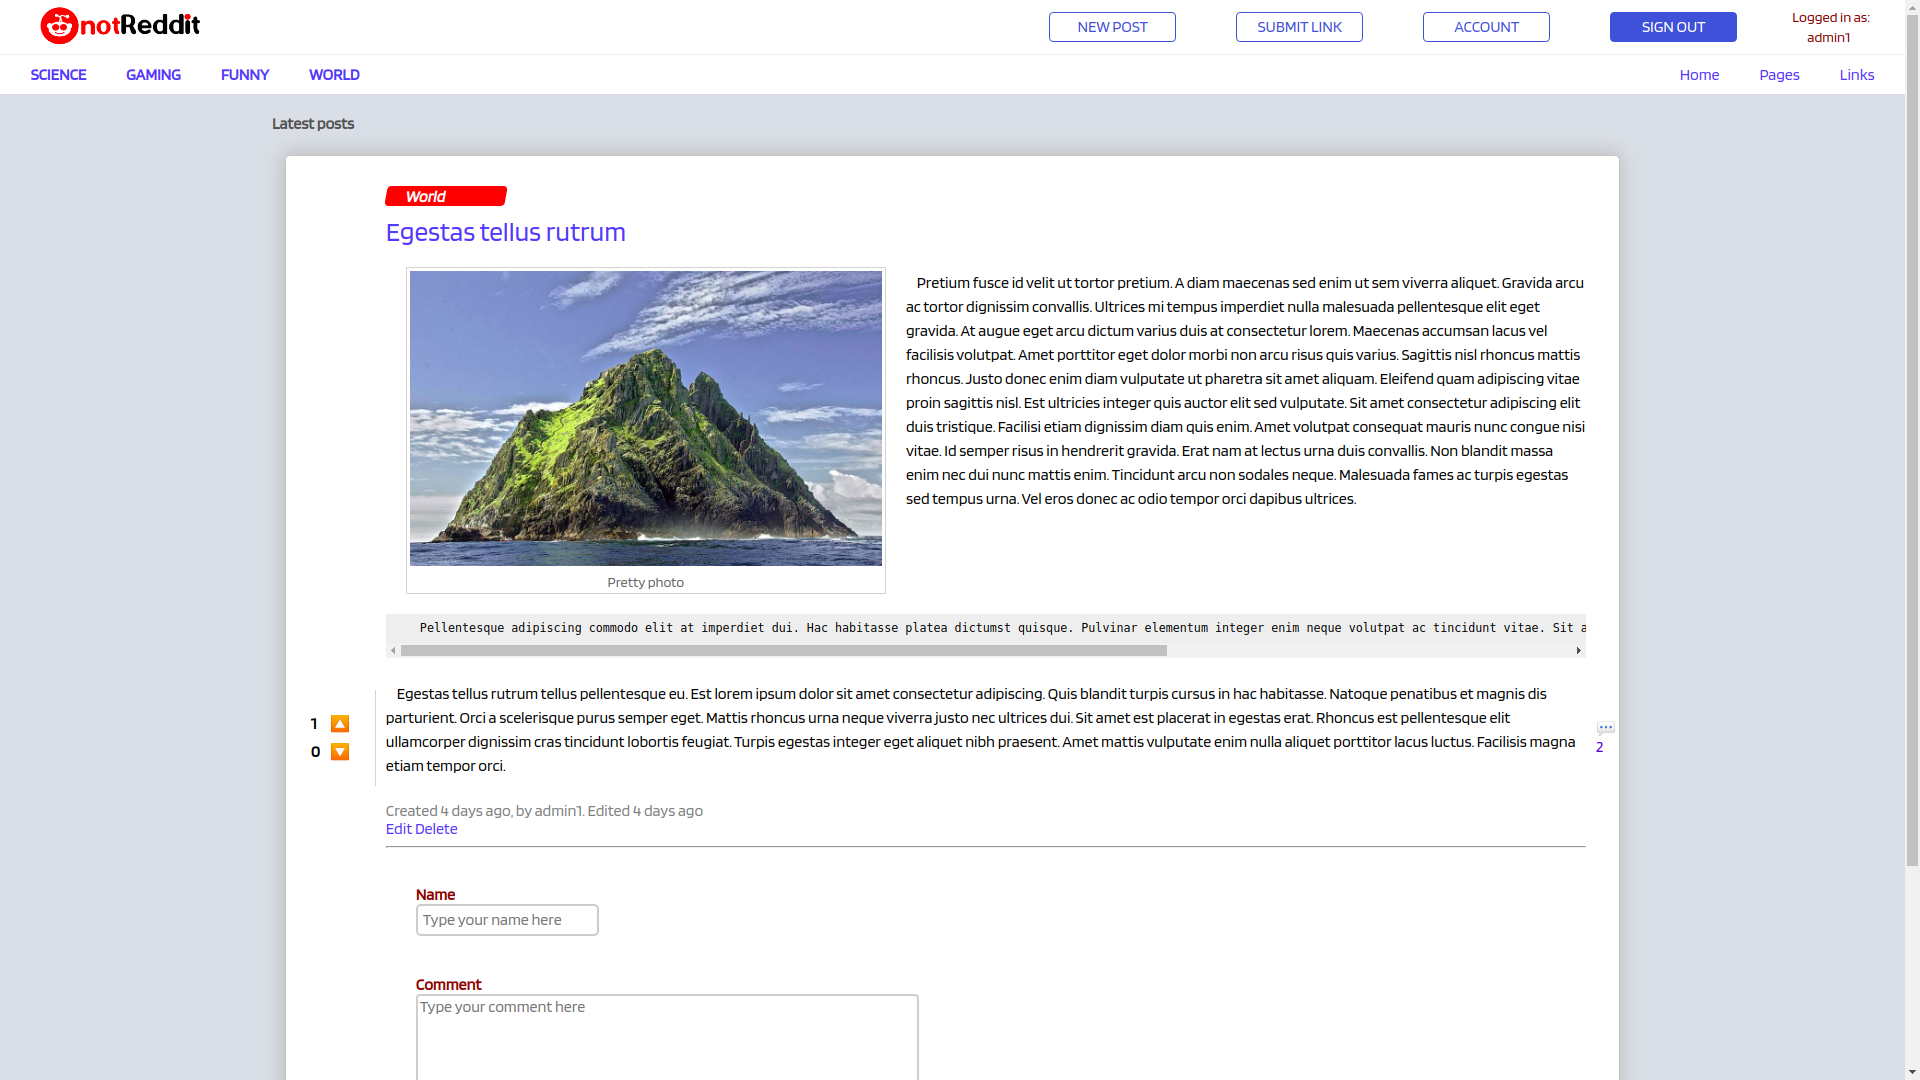 notReddit
NEW POST
SUBMIT LINK
ACCOUNT
SIGN OUT
Logged in as:
admin1
SCIENCE
GAMING
FUNNY
WORLD
Home
Pages
Links
Latest posts
World
Egestas tellus rutrum
Pretium fusce id velit ut tortor pretium. A diam maecenas sed enim ut sem viverra aliquet. Gravida arcu
ac tortor dignissim convallis. Ultrices mi tempus imperdiet nulla malesuada pellentesque elit eget
gravida. At augue eget arcu dictum varius duis at consectetur lorem. Maecenas accumsan lacus vel
facilisis volutpat. Amet porttitor eget dolor morbi non arcu risus quis varius. Sagittis nisl rhoncus mattis
rhoncus. Justo donec enim diam vulputate ut pharetra sit amet aliquam. Eleifend quam adipiscing vitae
proin sagittis nisl. Est ultricies integer quis auctor elit sed vulputate. Sit amet consectetur adipiscing elit
duis tristique. Facilisi etiam dignissim diam quis enim. Amet volutpat consequat mauris nunc congue nisi
vitae. Id semper risus in hendrerit gravida. Erat nam at lectus urna duis convallis. Non blandit massa
enim nec dui nunc mattis enim. Tincidunt arcu non sodales neque. Malesuada fames ac turpis egestas
sed tempus urna. Vel eros donec ac odio tempor orci dapibus ultrices.
Pretty photo
Pellentesque adipiscing commodo elit at imperdiet dui. Hac habitasse platea dictumst quisque. Pulvinar elementum integer enim neque volutpat ac tincidunt vitae. Sit a
Egestas tellus rutrum tellus pellentesque eu. Est lorem ipsum dolor sit amet consectetur adipiscing. Quis blandit turpis cursus in hac habitasse. Natoque penatibus et magnis dis
parturient. Orci a scelerisque purus semper eget. Mattis rhoncus urna neque viverra justo nec ultrices dui. Sit amet est placerat in egestas erat. Rhoncus est pellentesque elit
ullamcorper dignissim cras tincidunt lobortis feugiat. Turpis egestas integer eget aliquet nibh praesent. Amet mattis vulputate enim nulla aliquet porttitor lacus luctus. Facilisis magna
etiam tempor orci.
1
0
2
Created 4 days ago, by admin1. Edited 4 days ago
Edit Delete
Name
Type your name here
Comment
Type your comment here